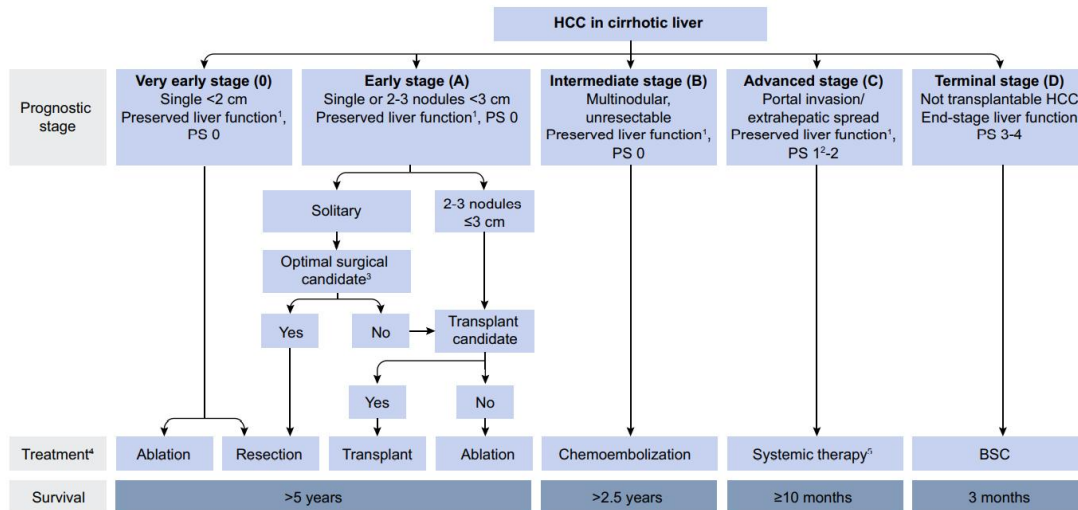 HCC in cirrhotic liver
Prognostic
stage
Very early stage (0)
Single <2 cm
Preserved liver function¹,
PS 0
Early stage (A)
Single or 2-3 nodules <3 cm
Preserved liver function¹, PS 0
Intermediate stage (B)
Multinodular,
unresectable
Preserved liver function¹,
PS 0
Advanced stage (C)
Portal invasion/
extrahepatic spread
Preserved liver function¹,
PS 1²-2
Terminal stage (D)
Not transplantable HCC
End-stage liver function
PS 3-4
Solitary
2-3 nodules
≤3 cm
Optimal surgical
candidate³
Yes
No
Transplant
candidate
Yes
No
Treatment⁴
Ablation
Resection
Transplant
Ablation
Chemoembolization
Systemic therapy⁵
BSC
Survival
>5 years
>2.5 years
≥10 months
3 months